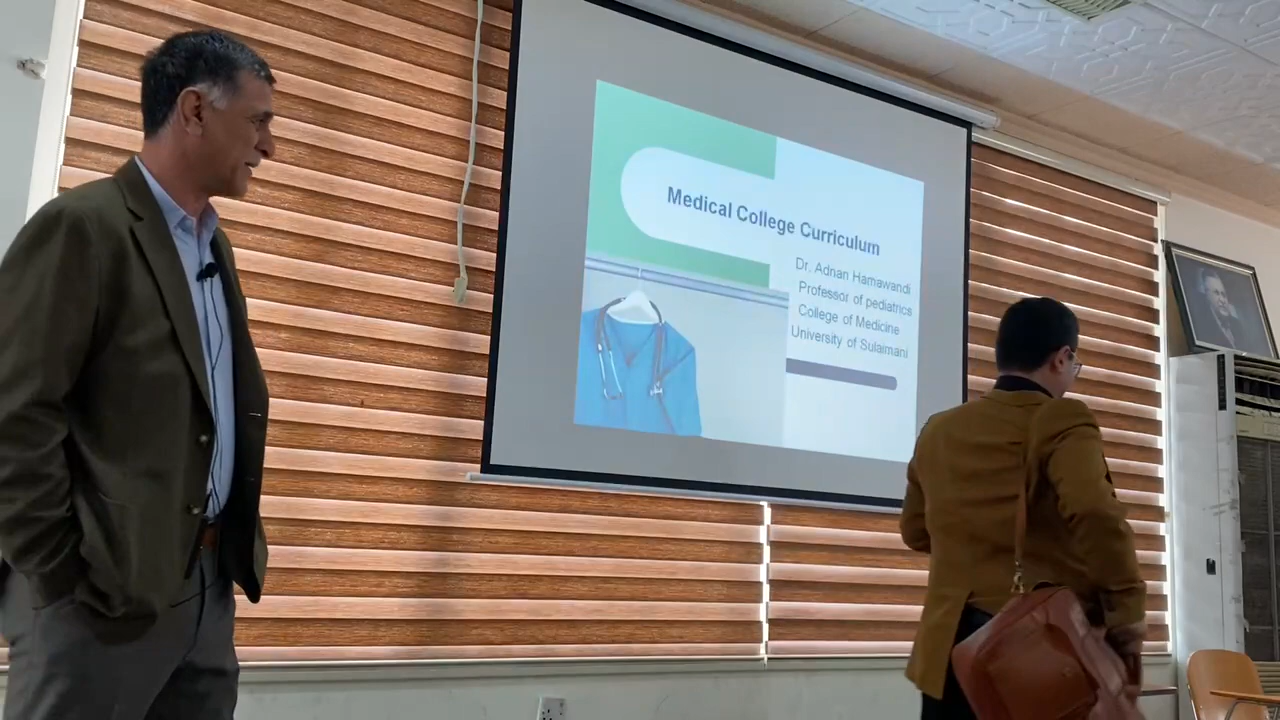 Medical College Curriculum
Dr. Adnan Hamawandi
Professor of pediatrics
College of Medicine
University of Sulaimani